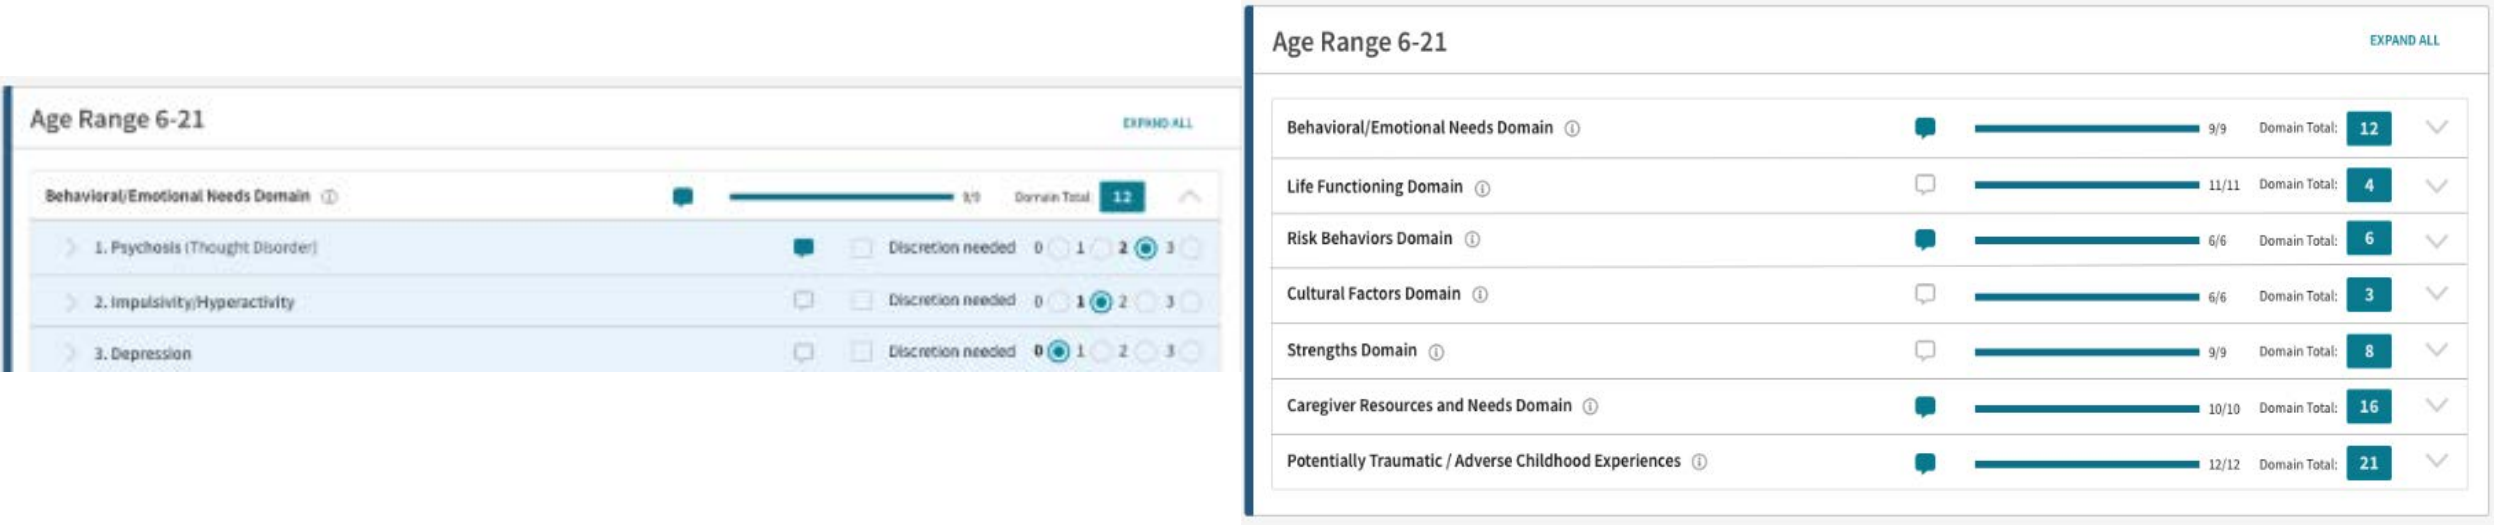 Age Range 6-21 EXPAND ALL
Behavioral/Emotional Needs Domain 9/9 Domain Total 12
1. Psychosis (Thought Disorder) Discretion needed 0 1 2 3
2. Impulsivity/Hyperactivity Discretion needed 0 1 2 3
3. Depression Discretion needed 0 1 2 3
Age Range 6-21 EXPAND ALL
Behavioral/Emotional Needs Domain 9/9 Domain Total: 12
Life Functioning Domain 11/11 Domain Total: 4
Risk Behaviors Domain 6/6 Domain Total: 6
Cultural Factors Domain 6/6 Domain Total: 3
Strengths Domain 9/9 Domain Total: 8
Caregiver Resources and Needs Domain 10/10 Domain Total: 16
Potentially Traumatic / Adverse Childhood Experiences 12/12 Domain Total: 21